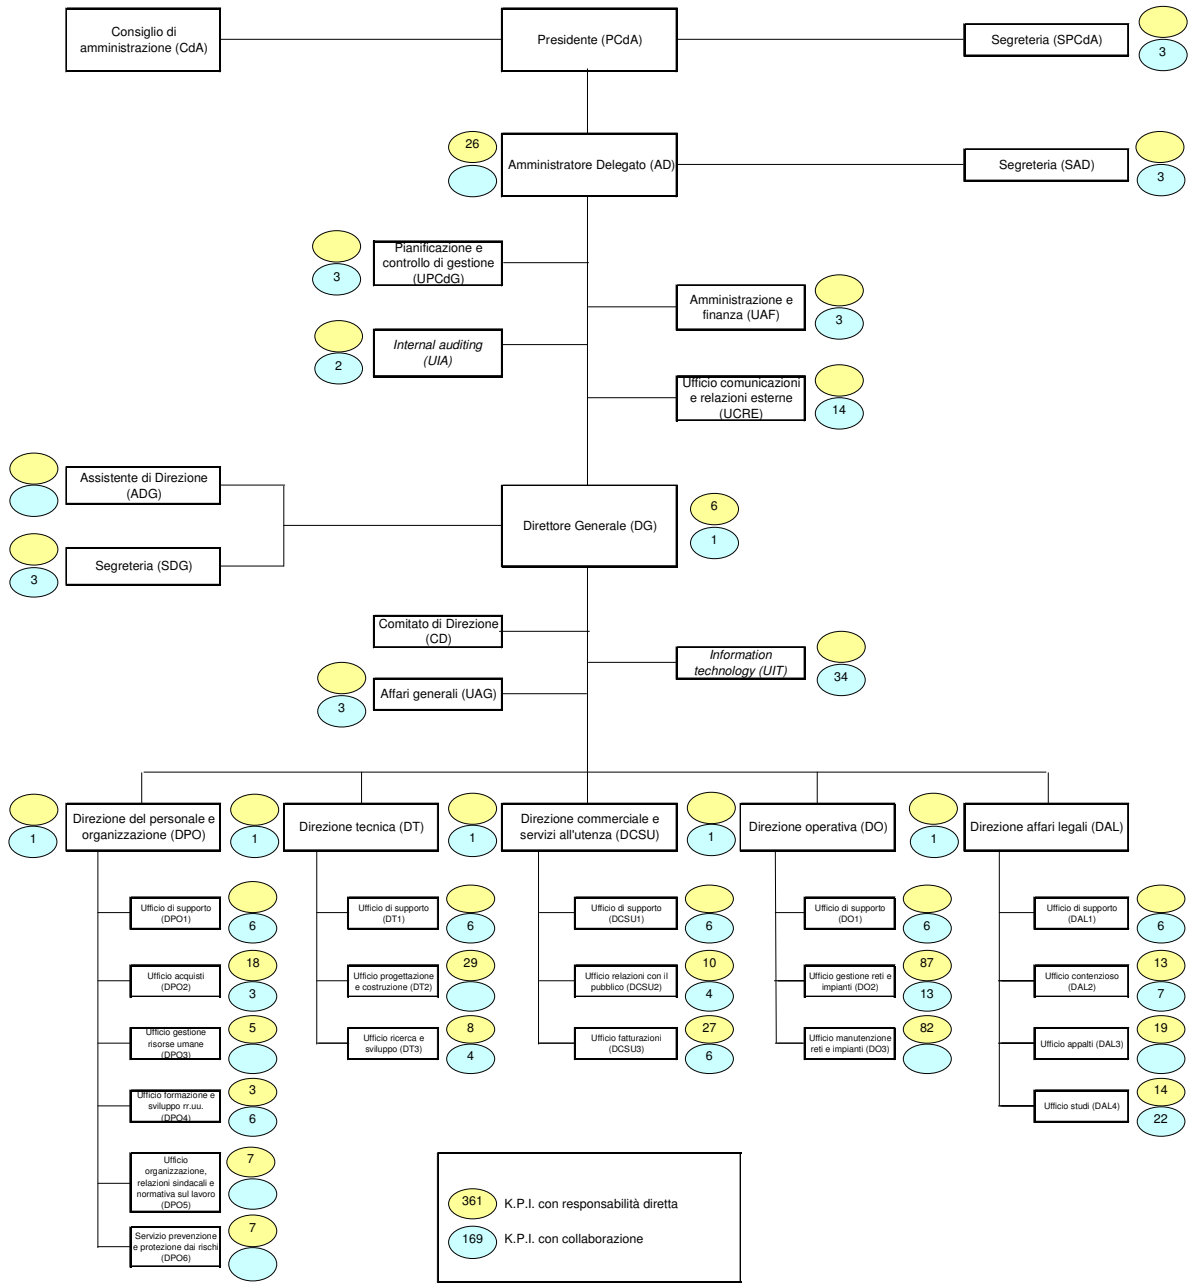 Consiglio di
amministrazione (CdA)
Presidente (PCdA)
Segreteria (SPCdA)
3
26
Amministratore Delegato (AD)
Segreteria (SAD)
3
Pianificazione e
controllo di gestione
(UPCdG)
3
Amministrazione e
finanza (UAF)
3
Internal auditing
(UIA)
2
Ufficio comunicazioni
e relazioni esterne
(UCRE)
14
Assistente di Direzione
(ADG)
Direttore Generale (DG)
6
1
Segreteria (SDG)
3
Comitato di Direzione
(CD)
Information
technology (UIT)
34
Affari generali (UAG)
3
Direzione del personale e
organizzazione (DPO)
1
Direzione tecnica (DT)
1
Direzione commerciale e
servizi all'utenza (DCSU)
1
Direzione operativa (DO)
1
Direzione affari legali (DAL)
1
Ufficio di supporto
(DPO1)
6
Ufficio di supporto
(DT1)
6
Ufficio di supporto
(DCSU1)
6
Ufficio di supporto
(DO1)
6
Ufficio di supporto
(DAL1)
6
Ufficio acquisti
(DPO2)
18
3
Ufficio progettazione
e costruzione (DT2)
29
Ufficio relazioni con il
pubblico (DCSU2)
10
4
Ufficio gestione reti e
impianti (DO2)
87
13
Ufficio contenzioso
(DAL2)
13
7
Ufficio gestione
risorse umane
(DPO3)
5
Ufficio ricerca e
sviluppo (DT3)
8
4
Ufficio fatturazioni
(DCSU3)
27
6
Ufficio manutenzione
reti e impianti (DO3)
82
Ufficio appalti (DAL3)
19
Ufficio formazione e
sviluppo rr.uu.
(DPO4)
3
6
Ufficio studi (DAL4)
14
22
Ufficio
organizzazione,
relazioni sindacali e
normativa sul lavoro
(DPO5)
7
Servizio prevenzione
e protezione dai rischi
(DPO6)
7
361
K.P.I. con responsabilità diretta
169
K.P.I. con collaborazione